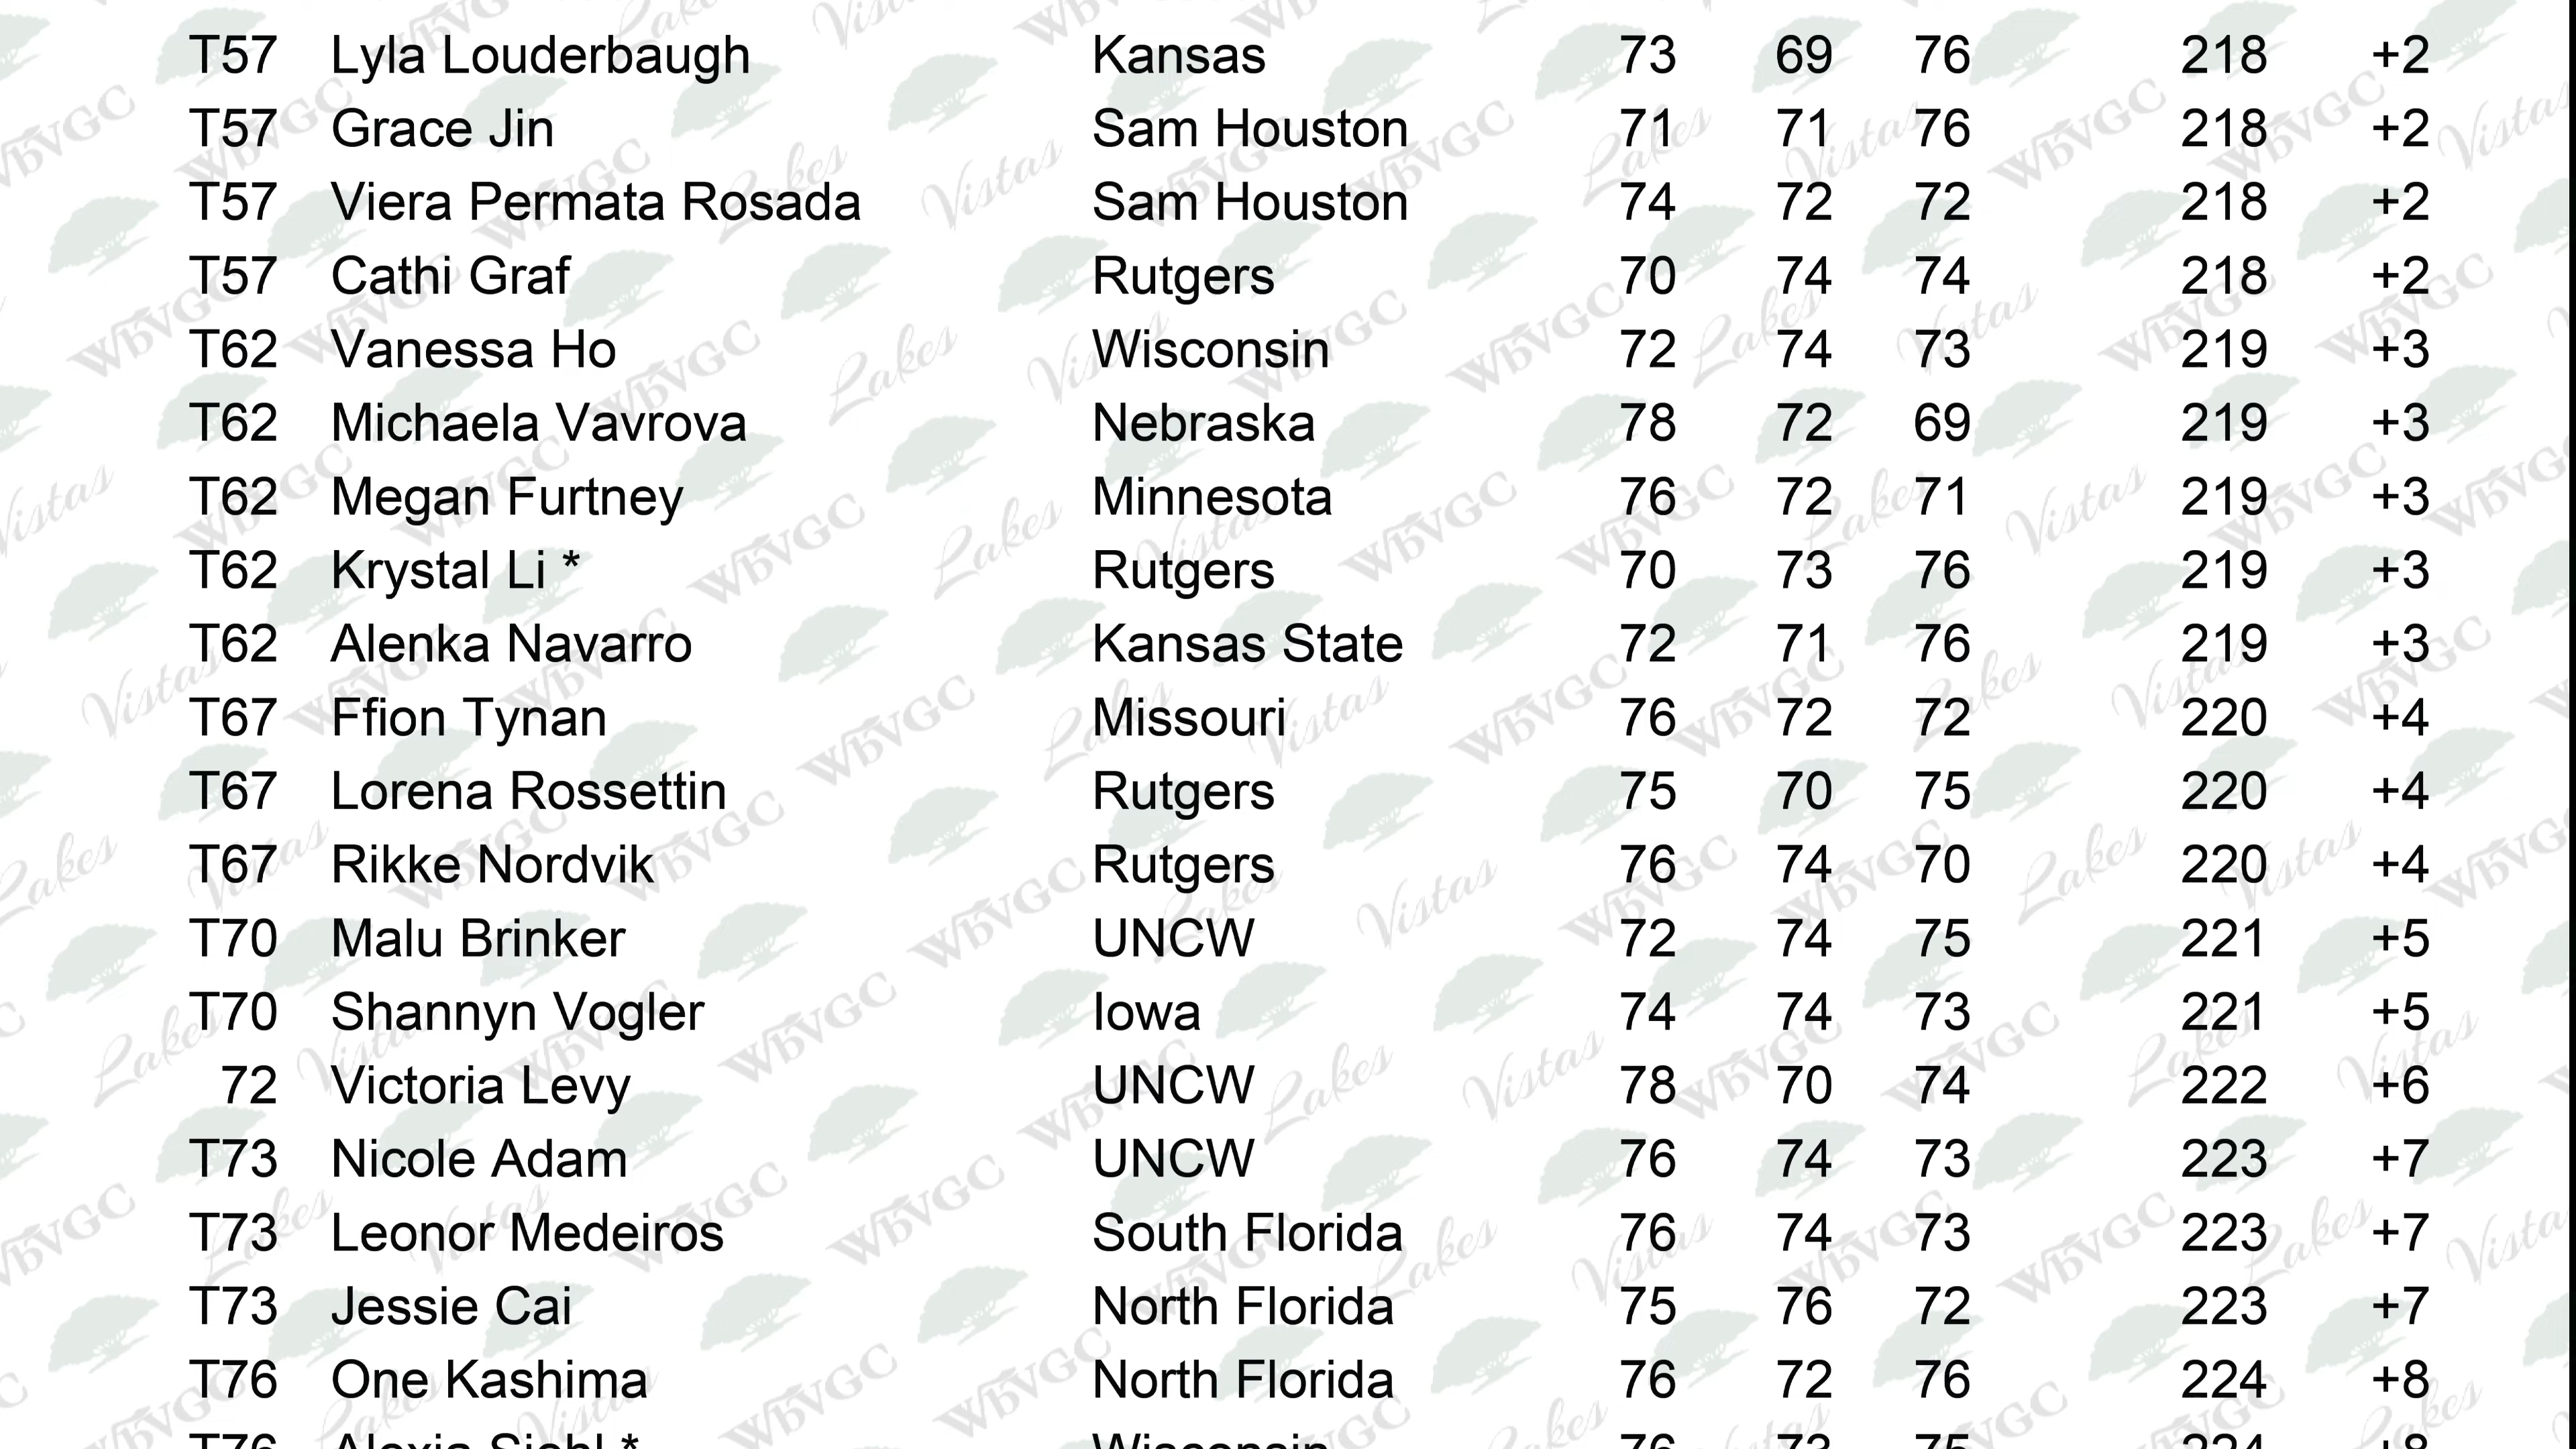 T57 Lyla Louderbaugh Kansas 73 69 76 218 +2
T57 Grace Jin Sam Houston 71 71 76 218 +2
T57 Viera Permata Rosada Sam Houston 74 72 72 218 +2
T57 Cathi Graf Rutgers 70 74 74 218 +2
T62 Vanessa Ho Wisconsin 72 74 73 219 +3
T62 Michaela Vavrova Nebraska 78 72 69 219 +3
T62 Megan Furtney Minnesota 76 72 71 219 +3
T62 Krystal Li * Rutgers 70 73 76 219 +3
T62 Alenka Navarro Kansas State 72 71 76 219 +3
T67 Ffion Tynan Missouri 76 72 72 220 +4
T67 Lorena Rossettin Rutgers 75 70 75 220 +4
T67 Rikke Nordvik Rutgers 76 74 70 220 +4
T70 Malu Brinker UNCW 72 74 75 221 +5
T70 Shannyn Vogler Iowa 74 74 73 221 +5
72 Victoria Levy UNCW 78 70 74 222 +6
T73 Nicole Adam UNCW 76 74 73 223 +7
T73 Leonor Medeiros South Florida 76 74 73 223 +7
T73 Jessie Cai North Florida 75 76 72 223 +7
T76 One Kashima North Florida 76 72 76 224 +8
T76 * Wisconsin 76 73 75 224 +8